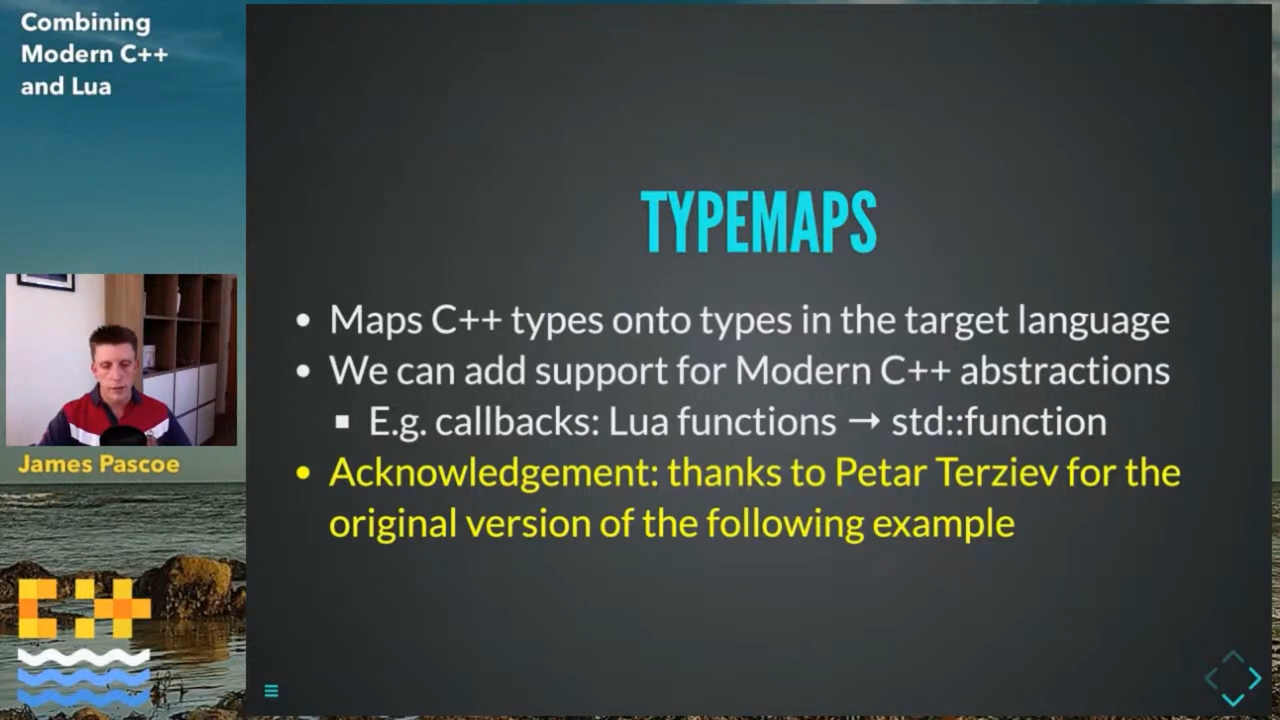 Combining
Modern C++
and Lua
James Pascoe
TYPEMAPS
• Maps C++ types onto types in the target language
• We can add support for Modern C++ abstractions
▪ E.g. callbacks: Lua functions → std::function
• Acknowledgement: thanks to Petar Terziev for the
original version of the following example